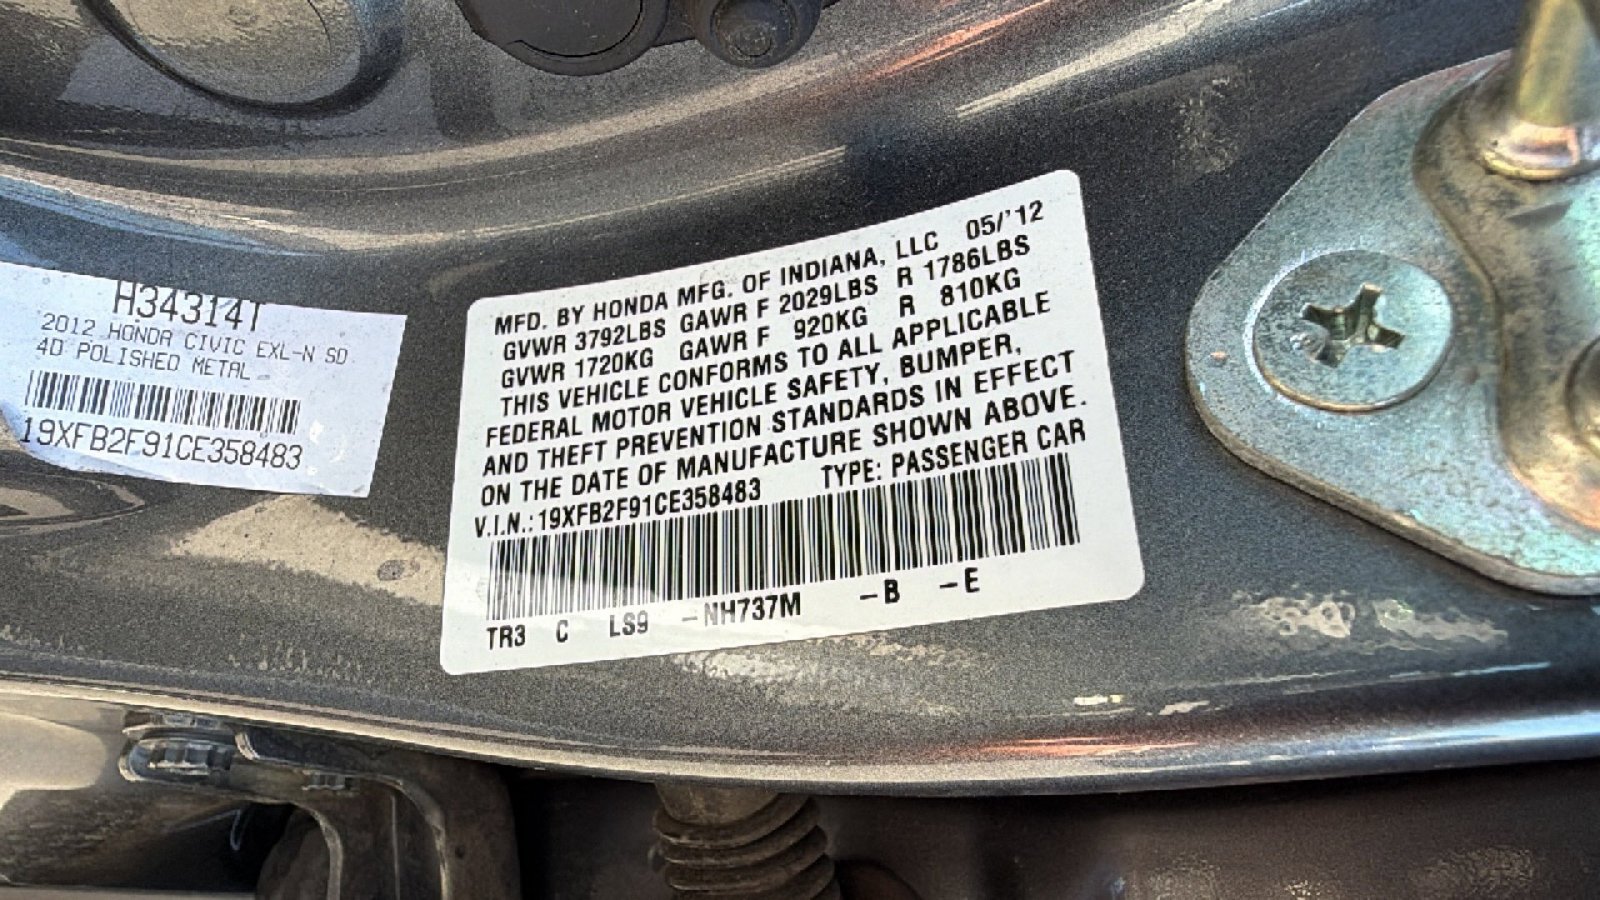 H34314T
2012 HONDA CIVIC EXL-N SD
4D POLISHED METAL
19XFB2F91CE358483
MFD. BY HONDA MFG. OF INDIANA, LLC 05/'12
GVWR 3792LBS GAWR F 2029LBS R 1786LBS
GVWR 1720KG GAWR F 920KG R 810KG
THIS VEHICLE CONFORMS TO ALL APPLICABLE
FEDERAL MOTOR VEHICLE SAFETY, BUMPER,
AND THEFT PREVENTION STANDARDS IN EFFECT
ON THE DATE OF MANUFACTURE SHOWN ABOVE.
V.I.N.: 19XFB2F91CE358483 TYPE: PASSENGER CAR
TR3 C LS9 -NH737M -B -E